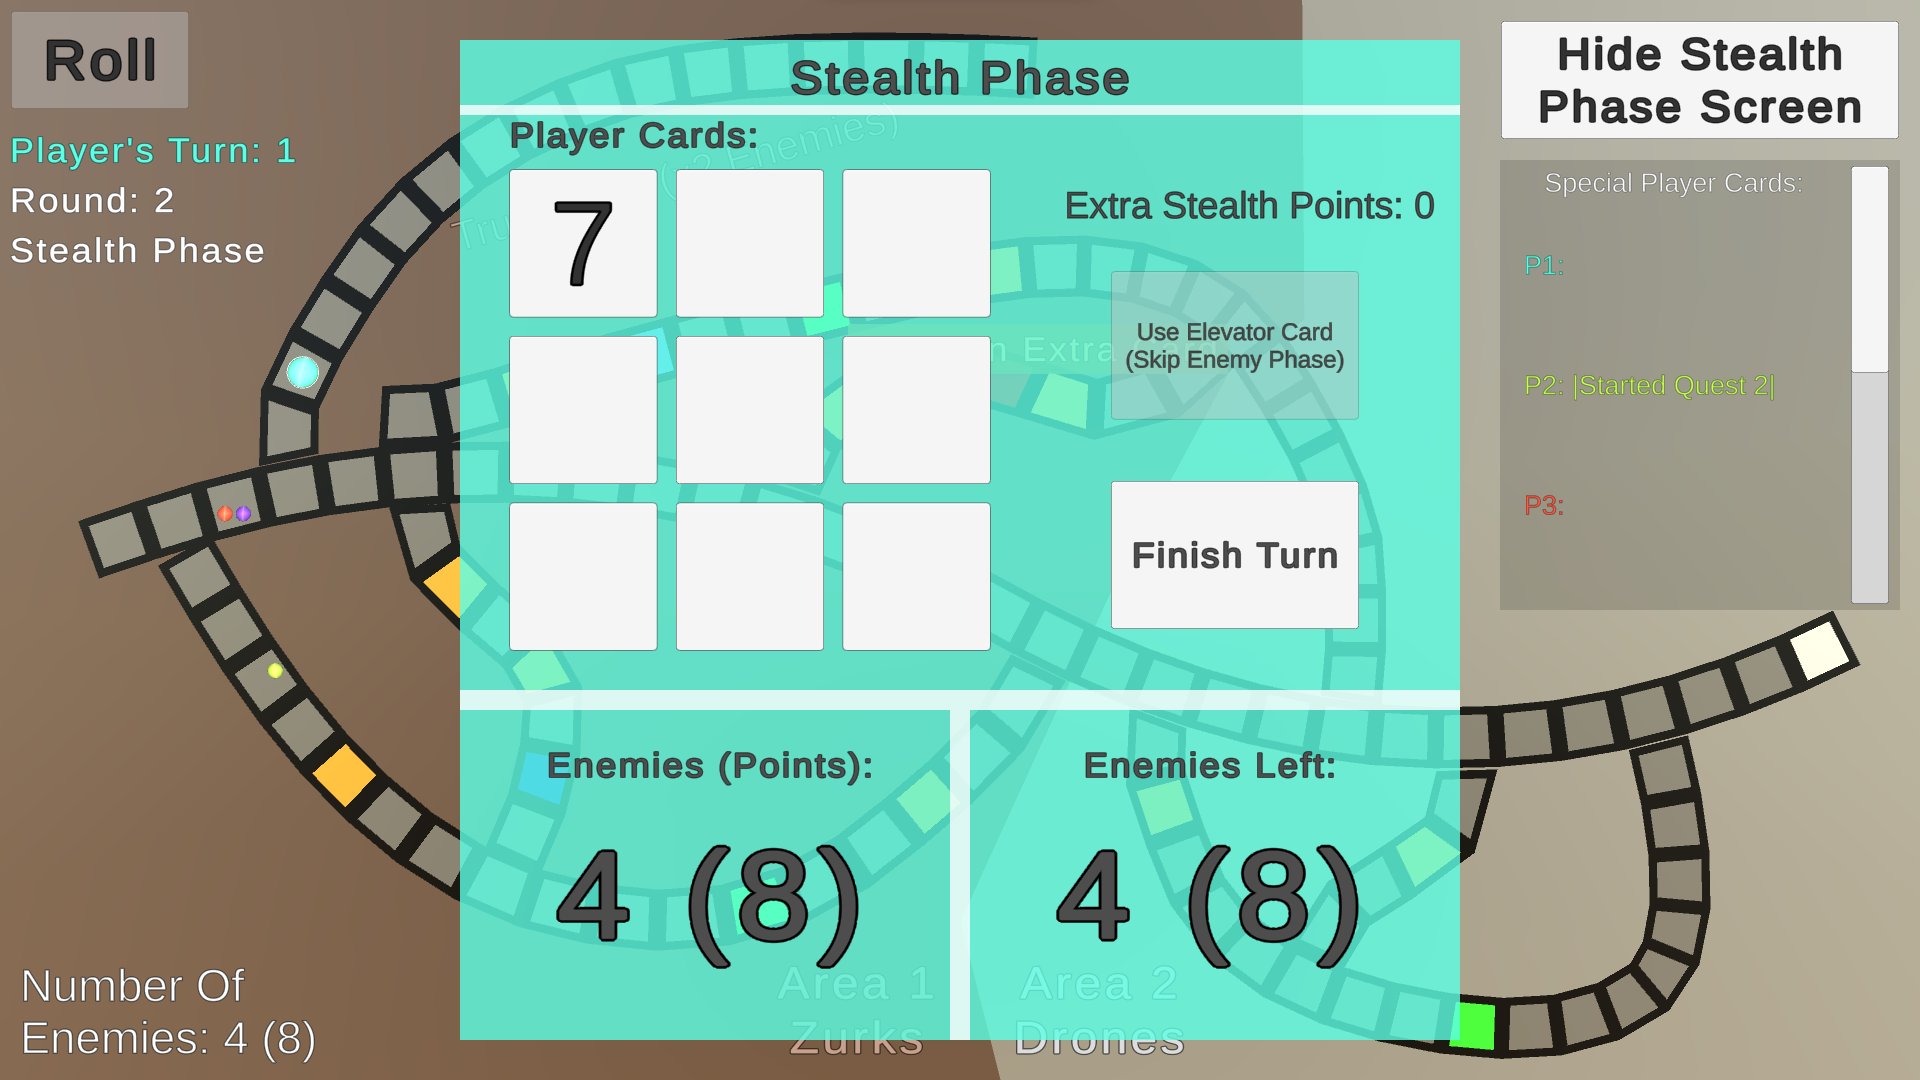 Roll
Player's Turn: 1
Round: 2
Stealth Phase
Stealth Phase
Player Cards:
7
Extra Stealth Points: 0
Use Elevator Card
(Skip Enemy Phase)
Finish Turn
Enemies (Points):
4 (8)
Enemies Left:
4 (8)
Hide Stealth
Phase Screen
Special Player Cards:
P1:
P2: |Started Quest 2|
P3:
Enemies)
Extra
Area 1
Zurks
Area 2
Drones
Number Of
Enemies: 4 (8)